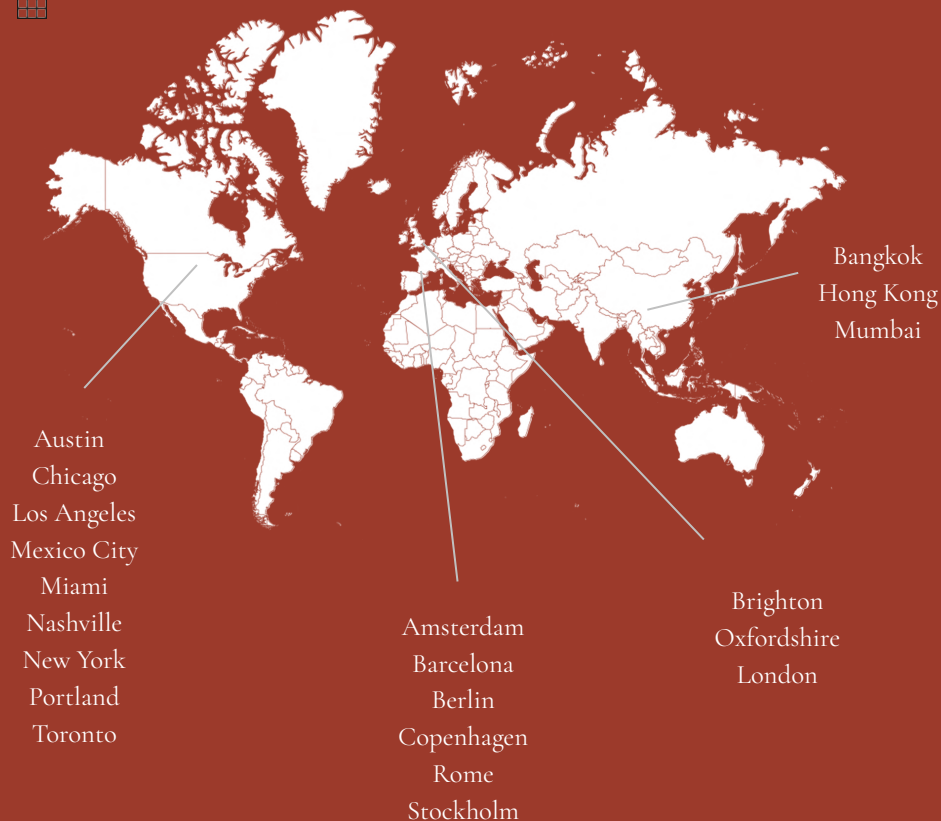 Bangkok
Hong Kong
Mumbai
Austin
Chicago
Los Angeles
Mexico City
Miami
Nashville
New York
Portland
Toronto
Amsterdam
Barcelona
Berlin
Copenhagen
Rome
Stockholm
Brighton
Oxfordshire
London